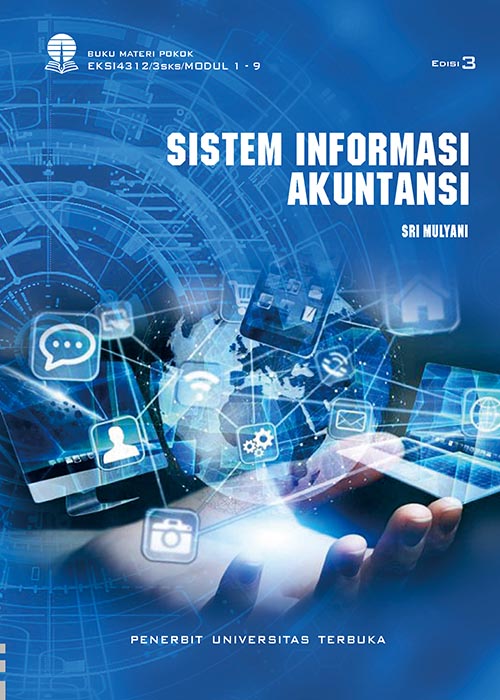 BUKU MATERI POKOK
EKSI4312/3SKS/MODUL 1 - 9
EDISI 3
SISTEM INFORMASI
AKUNTANSI
SRI MULYANI
PENERBIT UNIVERSITAS TERBUKA